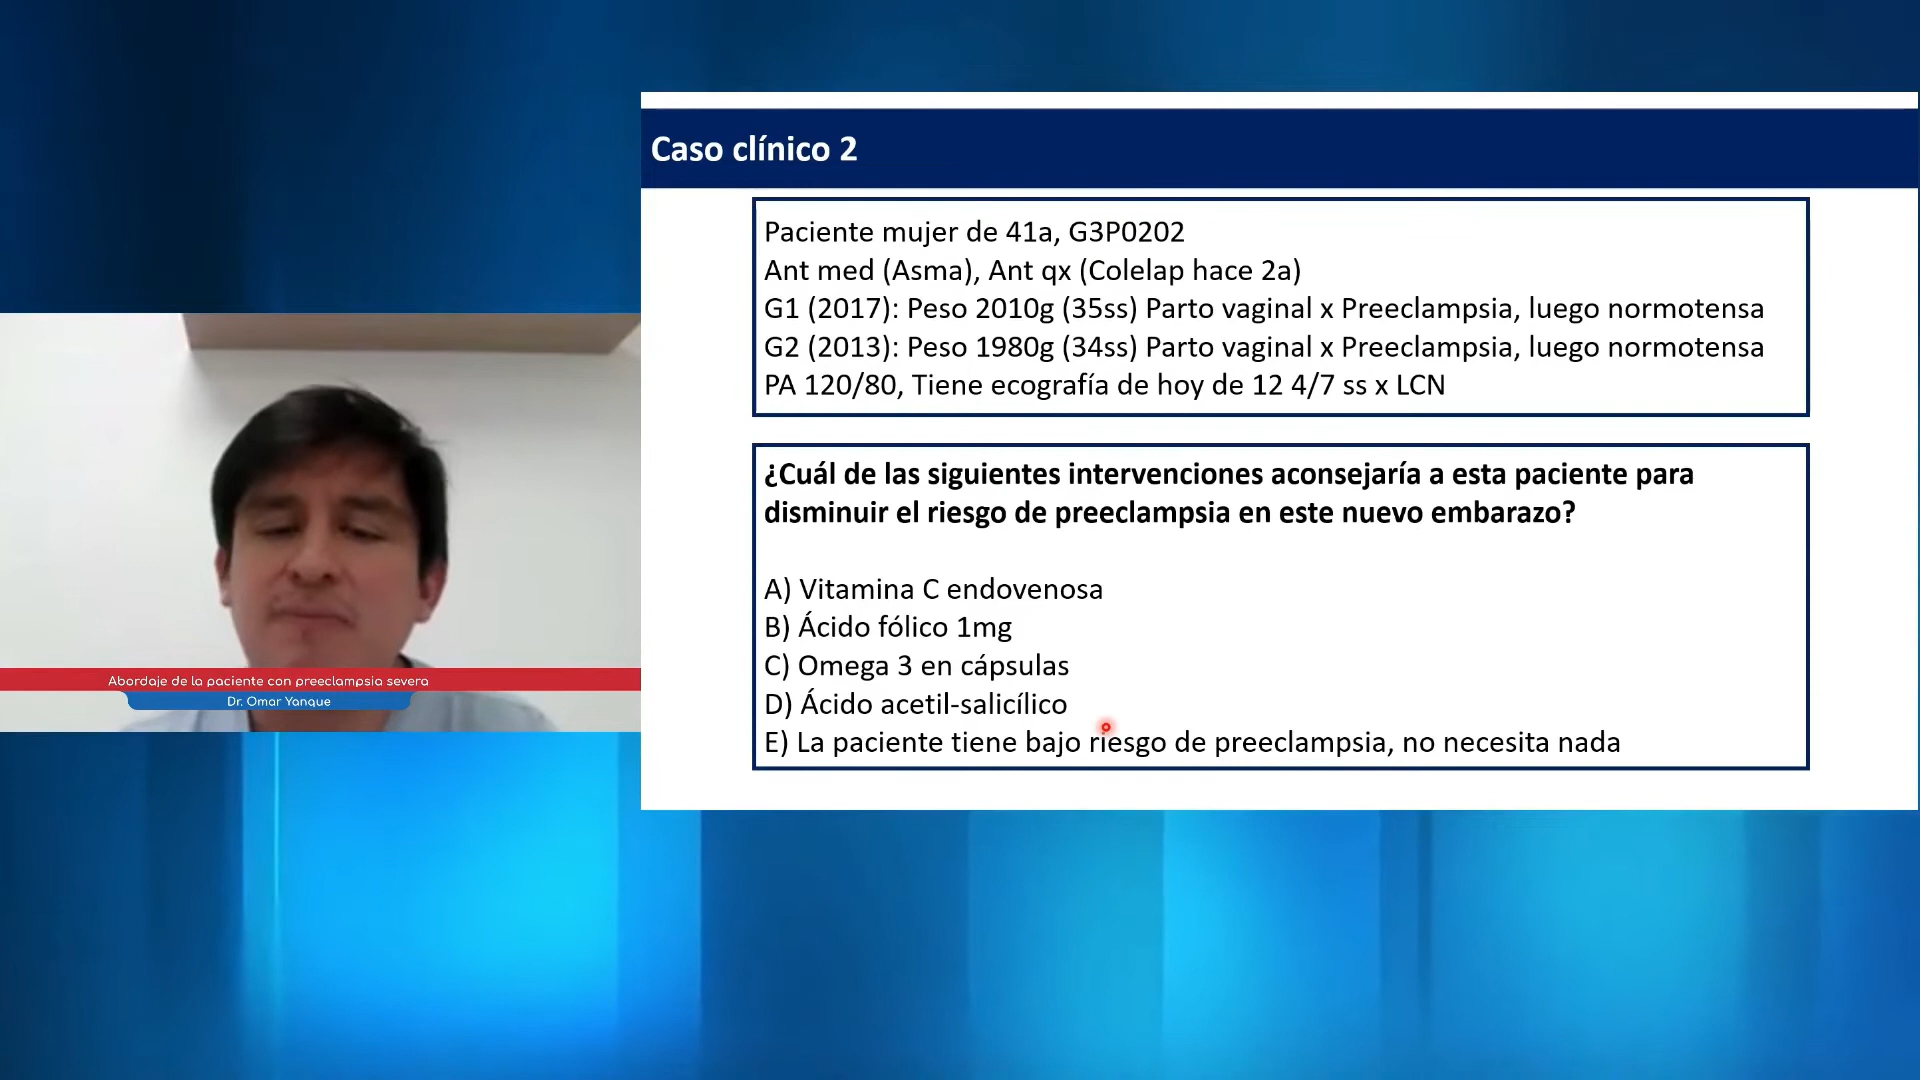 Caso clínico 2
Paciente mujer de 41a, G3P0202
Ant med (Asma), Ant qx (Colelap hace 2a)
G1 (2017): Peso 2010g (35ss) Parto vaginal x Preeclampsia, luego normotensa
G2 (2013): Peso 1980g (34ss) Parto vaginal x Preeclampsia, luego normotensa
PA 120/80, Tiene ecografía de hoy de 12 4/7 ss x LCN
¿Cuál de las siguientes intervenciones aconsejaría a esta paciente para
disminuir el riesgo de preeclampsia en este nuevo embarazo?
A) Vitamina C endovenosa
B) Ácido fólico 1mg
C) Omega 3 en cápsulas
D) Ácido acetil-salicílico
E) La paciente tiene bajo riesgo de preeclampsia, no necesita nada
Abordaje de la paciente con preeclampsia severa
Dr. Omar Yanque